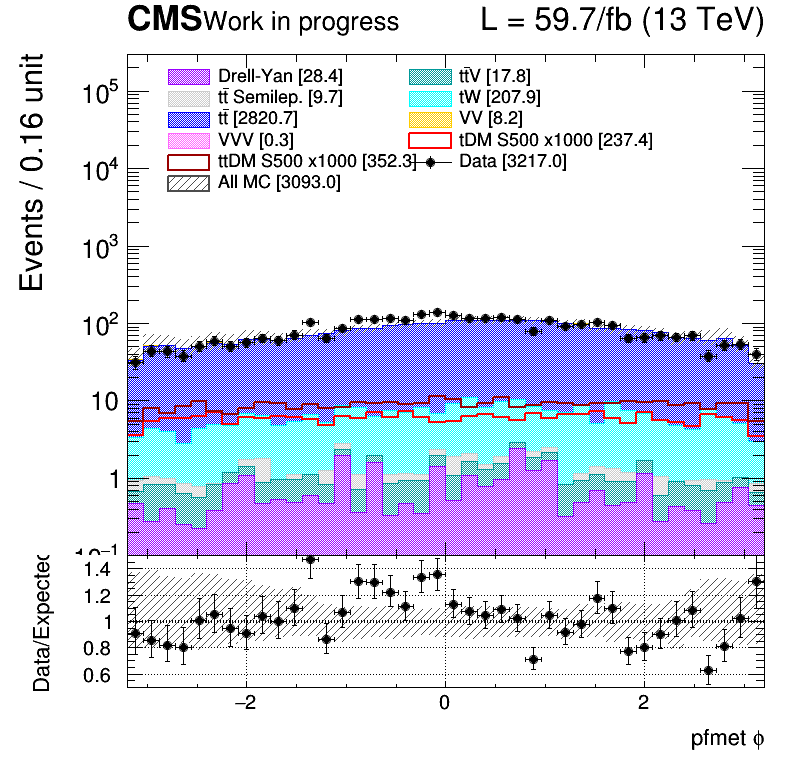 CMS Work in progress L = 59.7/fb (13 TeV)
Events / 0.16 unit
10⁵
10⁴
10³
10²
10
1
10⁻¹
Drell-Yan [28.4]
tt̄V [17.8]
tt̄ Semilep. [9.7]
tW [207.9]
tt̄ [2820.7]
VV [8.2]
VVV [0.3]
tDM S500 x1000 [237.4]
ttDM S500 x1000 [352.3]
Data [3217.0]
All MC [3093.0]
Data/Expected
1.4
1.2
1
0.8
0.6
−2 0 2
pfmet ϕ